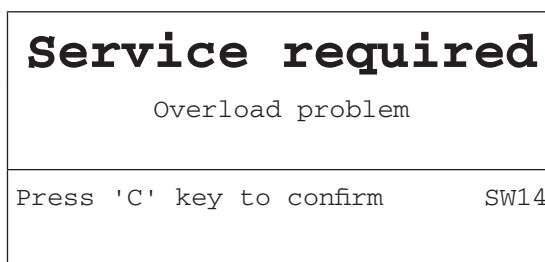 Service required
Overload problem
Press 'C' key to confirm SW14